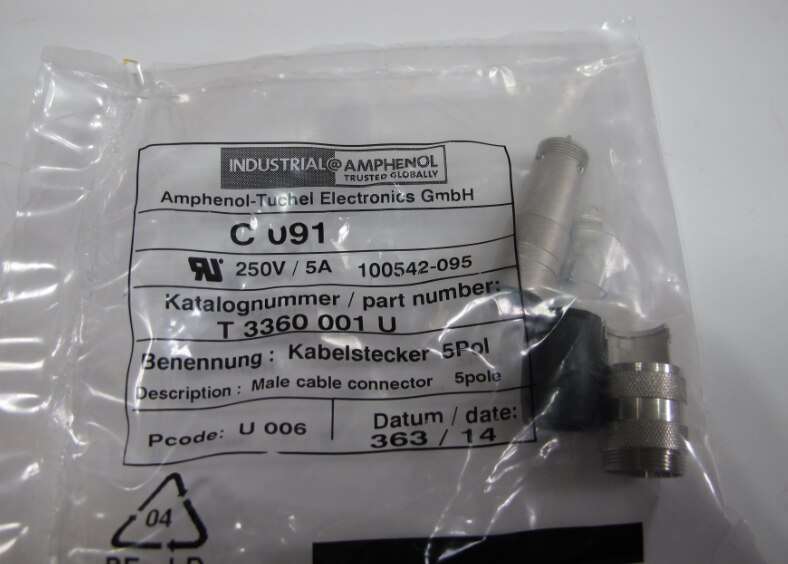 INDUSTRIAL@AMPHENOL
TRUSTED GLOBALLY
Amphenol-Tuchel Electronics GmbH
C 091
RU 250V / 5A 100542-095
Katalognummer / part number:
T 3360 001 U
Benennung : Kabelstecker 5Pol
Description : Male cable connector 5pole
Pcode: U 006
Datum / date:
363 / 14
04